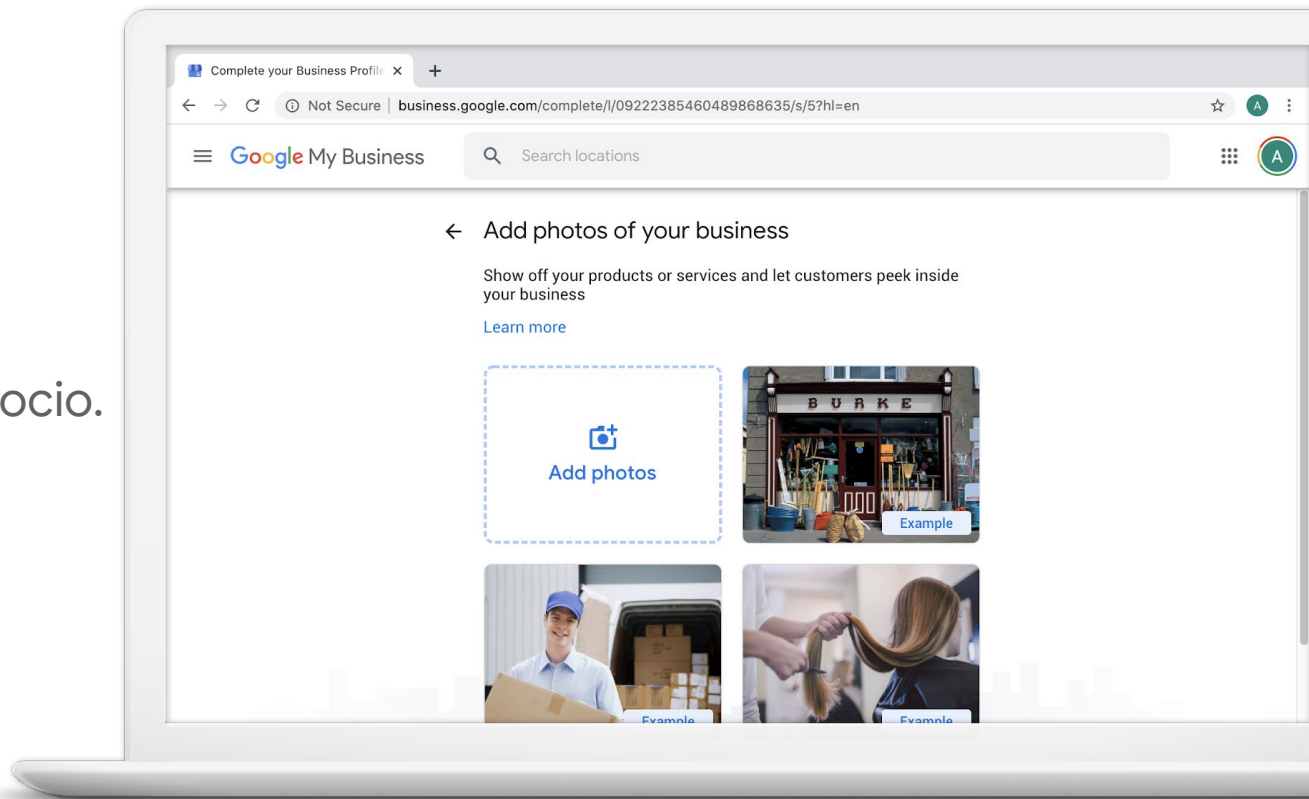 ocio.
Complete your Business Profile
Not Secure | business.google.com/complete/l/09222385460489868635/s/5?hl=en
A
Google My Business
Search locations
A
Add photos of your business
Show off your products or services and let customers peek inside
your business
Learn more
Add photos
BURKE
Example
Example
Example